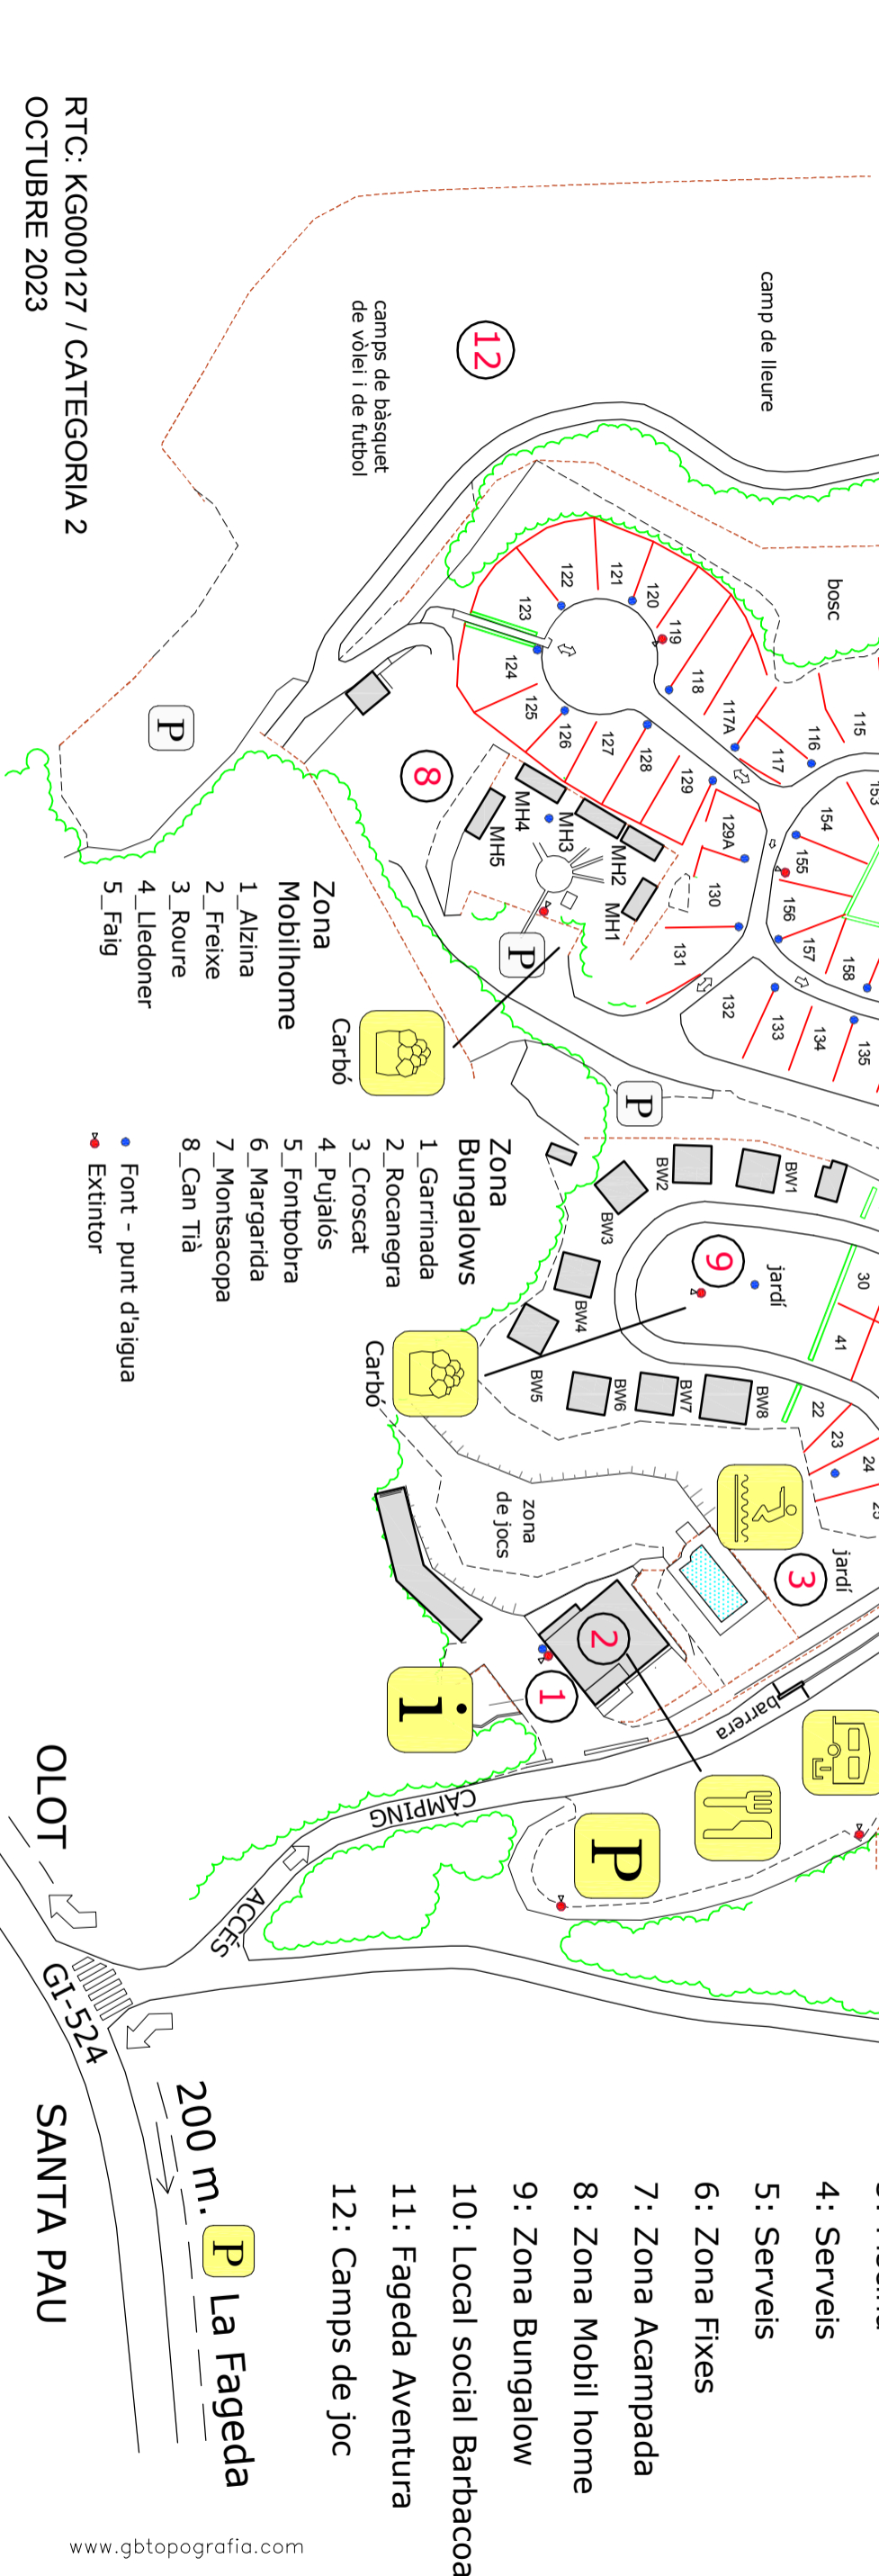 RTC: KG000127 / CATEGORIA 2
OCTUBRE 2023
camp de lleure
camps de bàsquet
de vòlei i de futbol
12
bosc
115
116
117
117A
118
119
120
121
122
123
124
125
126
127
128
129
129A
130
131
132
133
134
135
153
154
155
156
157
158
P
8
MH4
MH5
MH3
MH2
MH1
P
P
Zona
Mobilhome
1_Alzina
2_Freixe
3_Roure
4_Lledoner
5_Faig
Carbó
Zona
Bungalows
1_Garrinada
2_Rocanegra
3_Croscat
4_Pujalós
5_Fontpobra
6_Margarida
7_Montsacopa
8_Can Tià
Font - punt d'aigua
Extintor
BW1
BW2
BW3
BW4
BW5
BW6
BW7
BW8
9
jardí
30
41
22
23
24
25
Carbó
zona
de jocs
jardí
3
2
1
i
barrera
CÀMPING
ACCÉS
P
OLOT
GI-524
SANTA PAU
200 m.
P La Fageda
4: Serveis
5: Serveis
6: Zona Fixes
7: Zona Acampada
8: Zona Mobil home
9: Zona Bungalow
10: Local social Barbacoa
11: Fageda Aventura
12: Camps de joc
www.gbtopografia.com